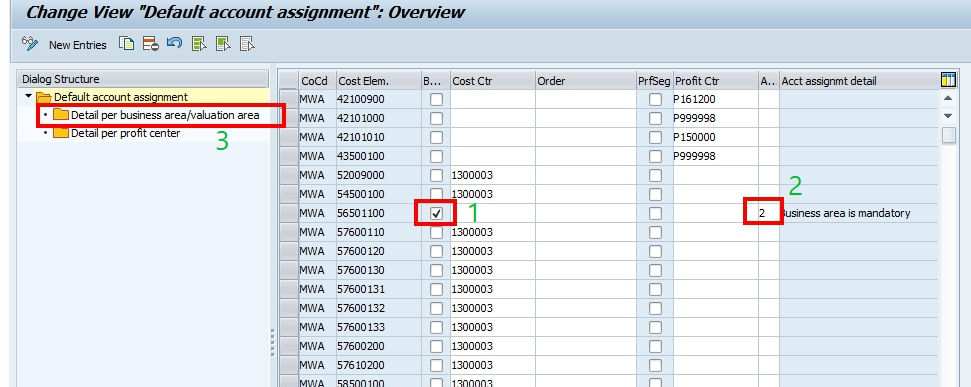 Change View "Default account assignment": Overview
New Entries
Dialog Structure
Default account assignment
Detail per business area/valuation area
Detail per profit center
3
CoCd Cost Elem. B... Cost Ctr Order PrfSeg Profit Ctr A.. Acct assignmt detail
MWA 42100900 P161200
MWA 42101000 P999998
MWA 42101010 P150000
MWA 43500100 P999998
MWA 52009000 1300003
MWA 54500100 1300003
2
MWA 56501100 1 2 Business area is mandatory
MWA 57600110 1300003
MWA 57600120 1300003
MWA 57600130 1300003
MWA 57600131 1300003
MWA 57600132 1300003
MWA 57600133 1300003
MWA 57600200 1300003
MWA 57610200 1300003
MWA 58500100 1300003